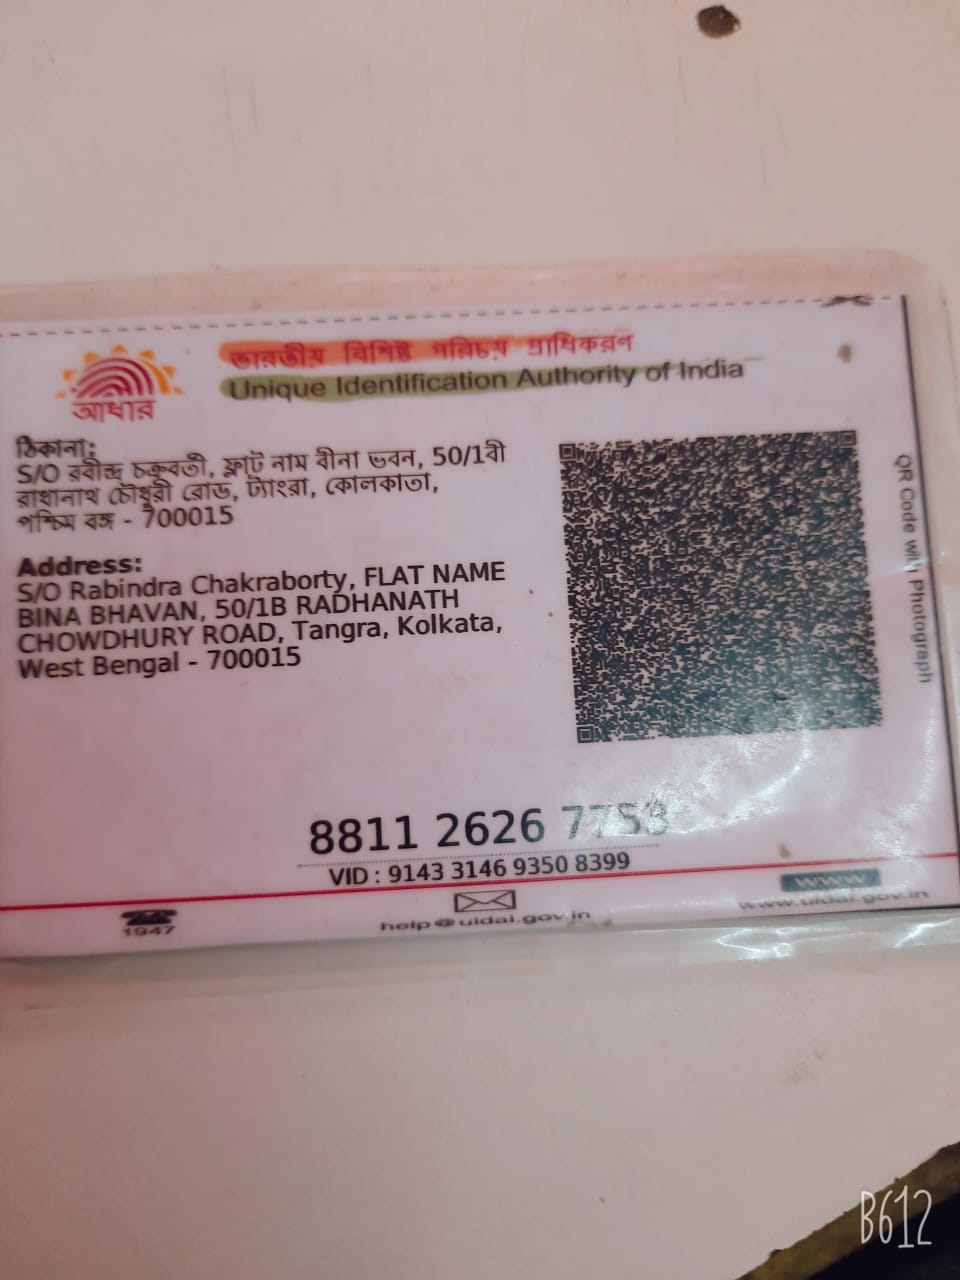 ভারতীয় বিশিষ্ট পরিচয় প্রাধিকরণ
Unique Identification Authority of India
আধার
ঠিকানা:
S/O রবীন্দ্র চক্রবর্তী, ফ্লাট নাম বীনা ভবন, 50/1বী
রাধানাথ চৌধুরী রোড, ট্যাংরা, কোলকাতা,
পশ্চিম বঙ্গ - 700015
Address:
S/O Rabindra Chakraborty, FLAT NAME
BINA BHAVAN, 50/1B RADHANATH
CHOWDHURY ROAD, Tangra, Kolkata,
West Bengal - 700015
QR Code with Photograph
8811 2626 7753
VID : 9143 3146 9350 8399
1947
help@uidai.gov.in
www
www.uidai.gov.in
B612